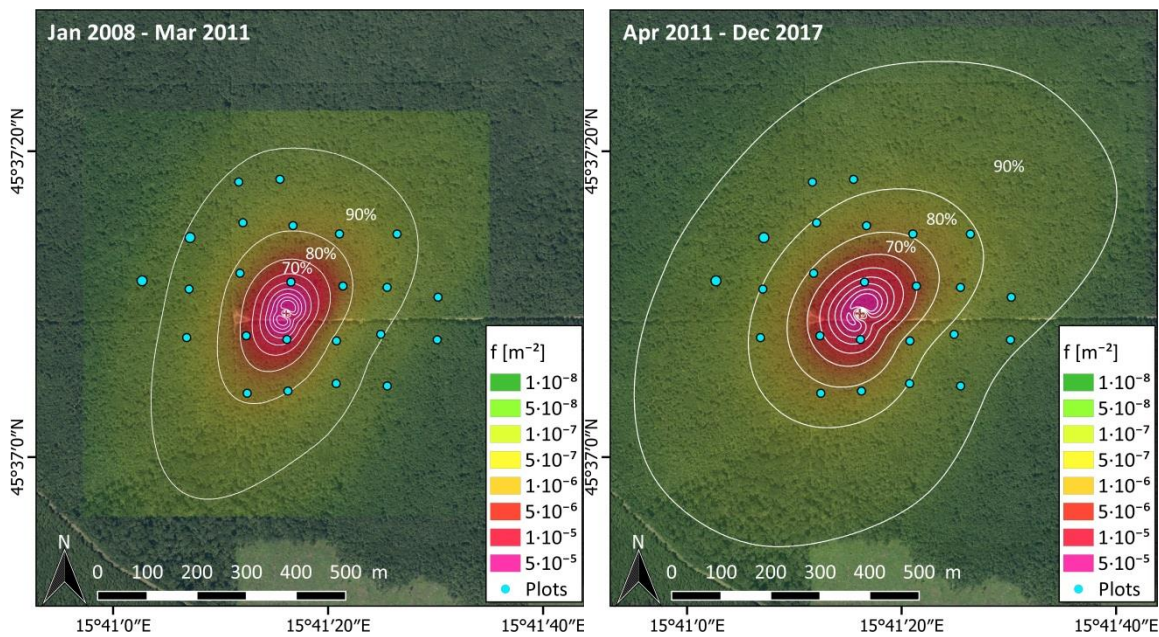 Jan 2008 - Mar 2011
45°37′20″N
45°37′0″N
90%
80%
70%
f [m⁻²]
1·10⁻⁸
5·10⁻⁸
1·10⁻⁷
5·10⁻⁷
1·10⁻⁶
5·10⁻⁶
1·10⁻⁵
5·10⁻⁵
Plots
N
0 100 200 300 400 500 m
15°41′0″E 15°41′20″E 15°41′40″E
Apr 2011 - Dec 2017
45°37′20″N
45°37′0″N
90%
80%
70%
f [m⁻²]
1·10⁻⁸
5·10⁻⁸
1·10⁻⁷
5·10⁻⁷
1·10⁻⁶
5·10⁻⁶
1·10⁻⁵
5·10⁻⁵
Plots
N
0 100 200 300 400 500 m
15°41′0″E 15°41′20″E 15°41′40″E